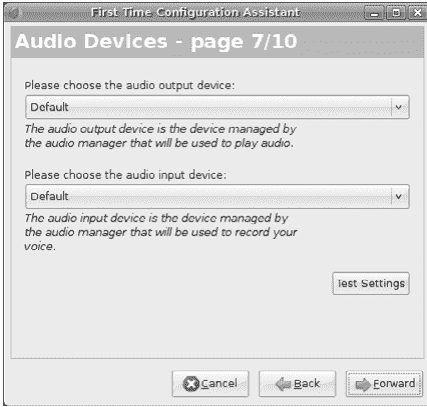 First Time Configuration Assistant
Audio Devices - page 7/10
Please choose the audio output device:
Default
The audio output device is the device managed by
the audio manager that will be used to play audio.
Please choose the audio input device:
Default
The audio input device is the device managed by
the audio manager that will be used to record your
voice.
Test Settings
Cancel
Back
Forward